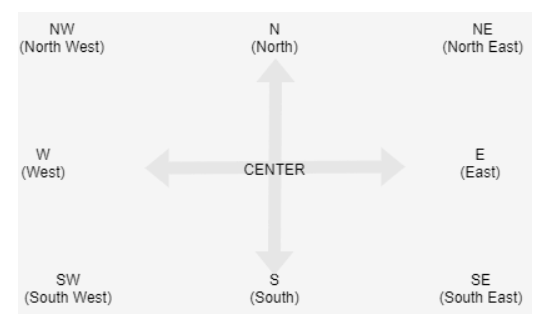 NW
(North West)
N
(North)
NE
(North East)
W
(West)
CENTER
E
(East)
SW
(South West)
S
(South)
SE
(South East)